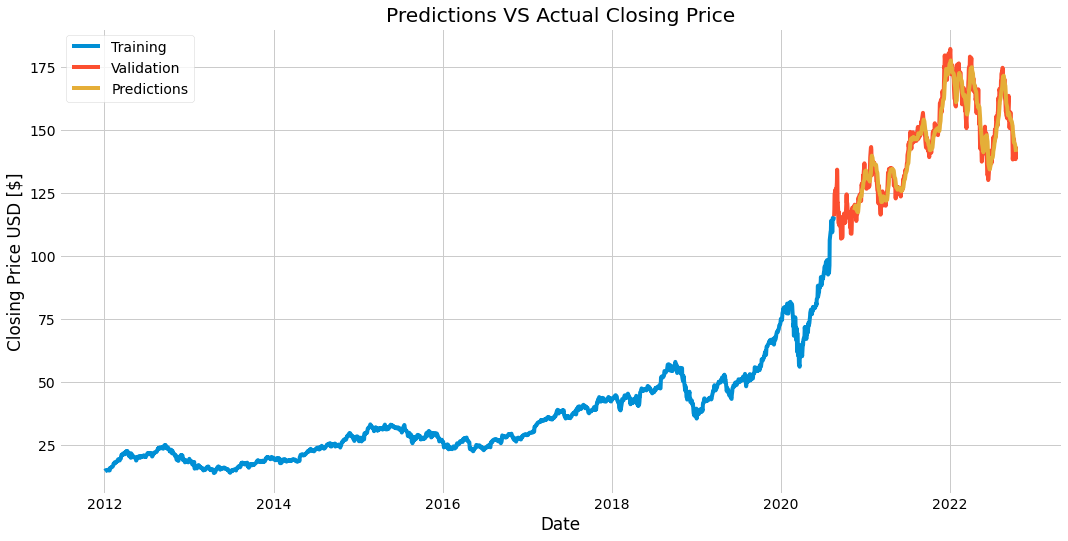 Predictions VS Actual Closing Price
Training
Validation
Predictions
175
150
125
100
75
50
25
Closing Price USD [$]
2012
2014
2016
2018
2020
2022
Date